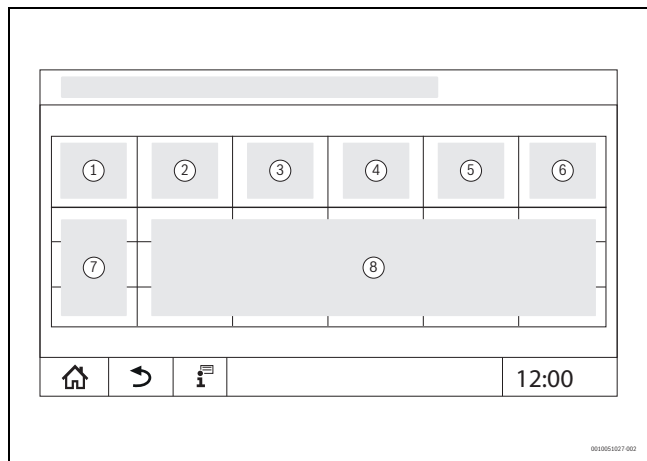 ① ② ③ ④ ⑤ ⑥
⑦ ⑧
i 12:00
0010051027-002